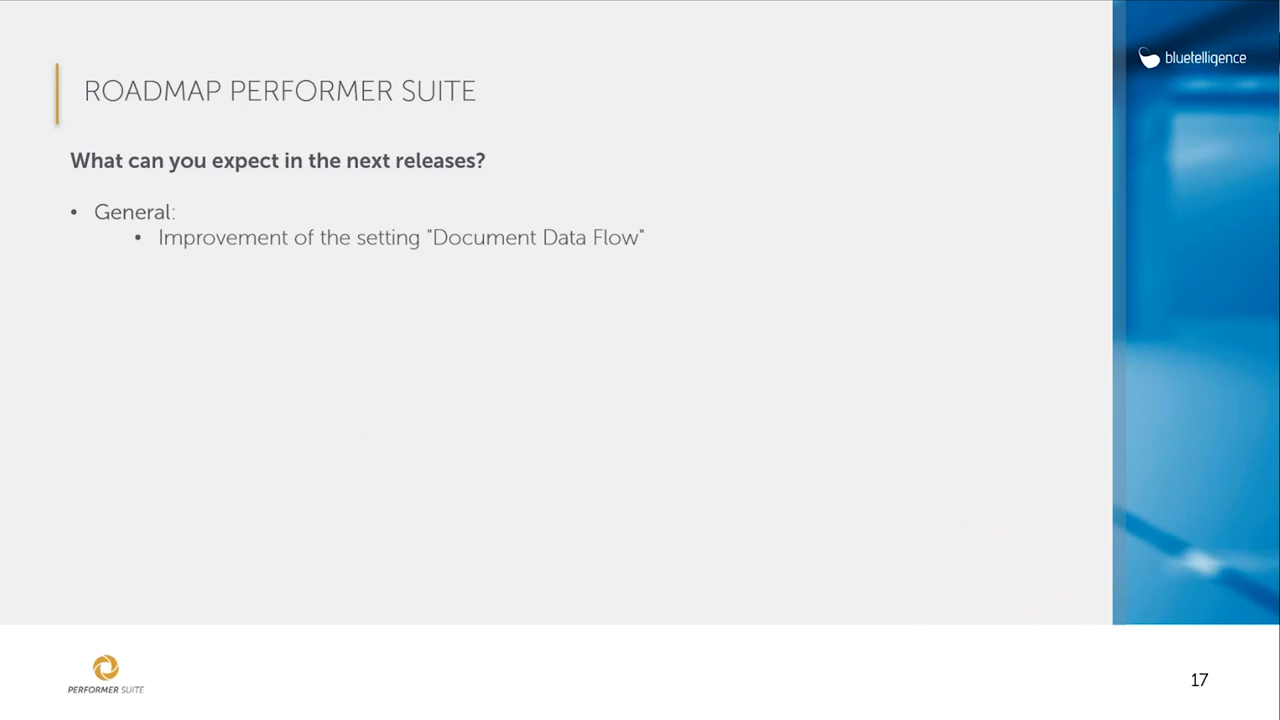 bluetelligence
ROADMAP PERFORMER SUITE
What can you expect in the next releases?
• General:
• Improvement of the setting "Document Data Flow"
PERFORMER SUITE
17